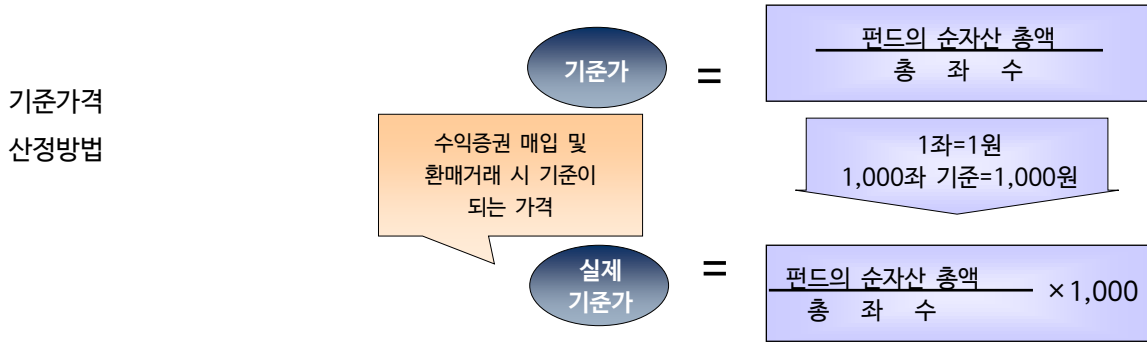 기준가격
산정방법
기준가
=
펀드의 순자산 총액
총 좌 수
수익증권 매입 및
환매거래 시 기준이
되는 가격
1좌=1원
1,000좌 기준=1,000원
실제
기준가
=
펀드의 순자산 총액
총 좌 수
×1,000